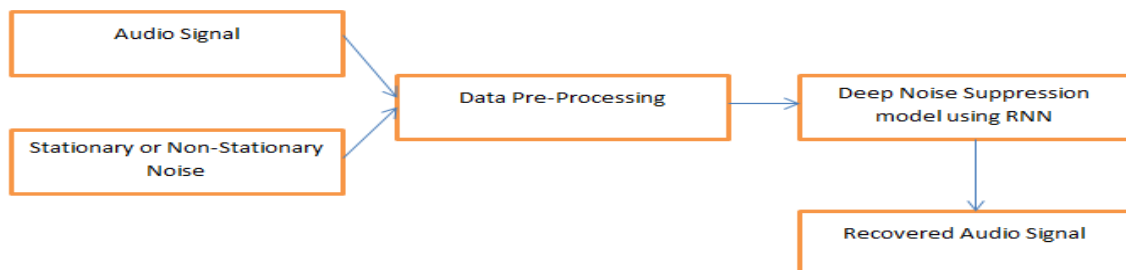 Audio Signal
Stationary or Non-Stationary
Noise
Data Pre-Processing
Deep Noise Suppression
model using RNN
Recovered Audio Signal